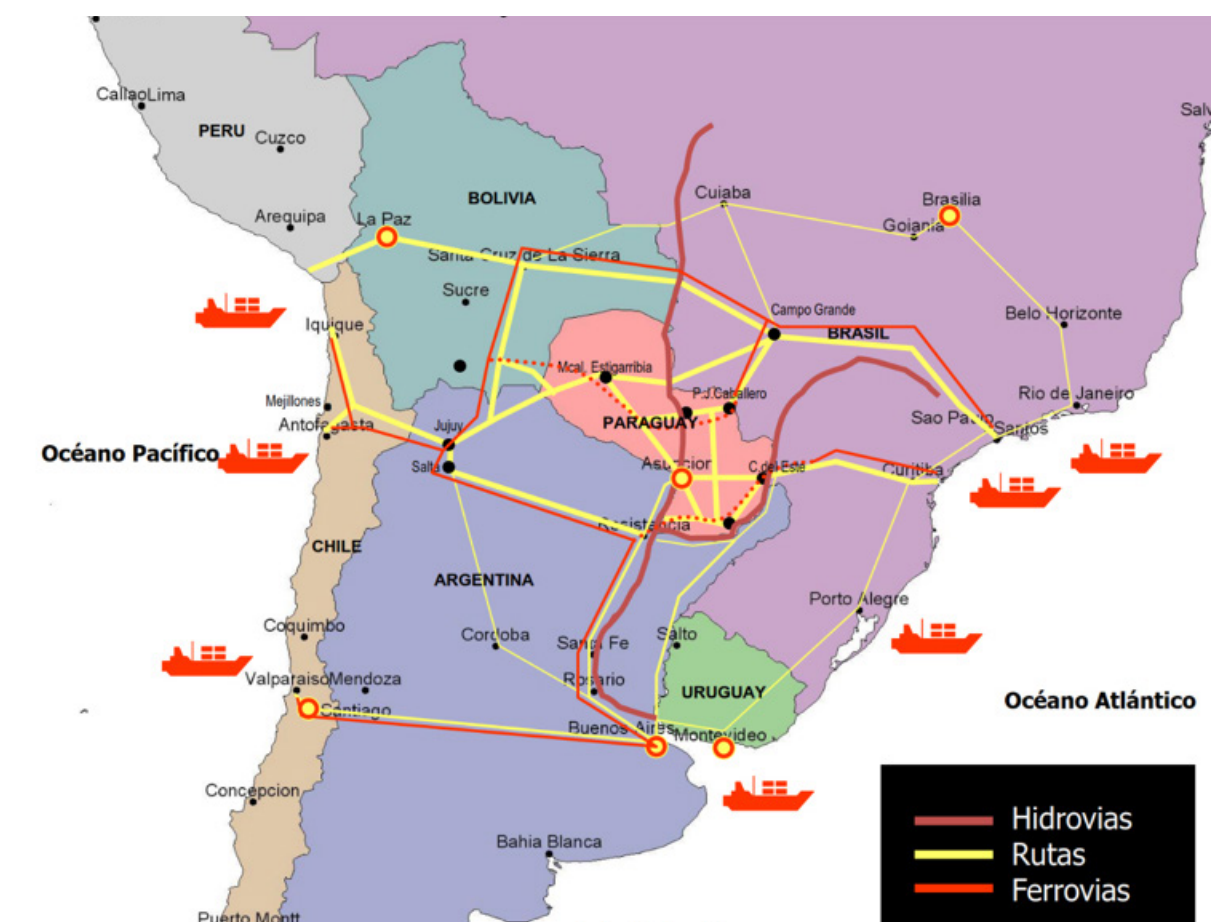 Salv
CallaoLima
PERU
Cuzco
BOLIVIA
Cuiaba
Brasilia
Goiania
Arequipa
La Paz
Santa Cruz de La Sierra
Sucre
Campo Grande
Belo Horizonte
Iquique
BRASIL
Mcal. Estigarribia
P.J.Caballero
Rio de Janeiro
Mejillones
Antofagasta
Jujuy
PARAGUAY
Sao Paulo
Santos
Océano Pacífico
Salta
Asuncion
C.del Este
Curitiba
Resistencia
CHILE
ARGENTINA
Porto Alegre
Coquimbo
Cordoba
Santa Fe
Salto
ValparaisoMendoza
Rosario
URUGUAY
Océano Atlántico
Santiago
Buenos Aires
Montevideo
Concepcion
Bahia Blanca
Hidrovias
Rutas
Ferrovias
Puerto Montt